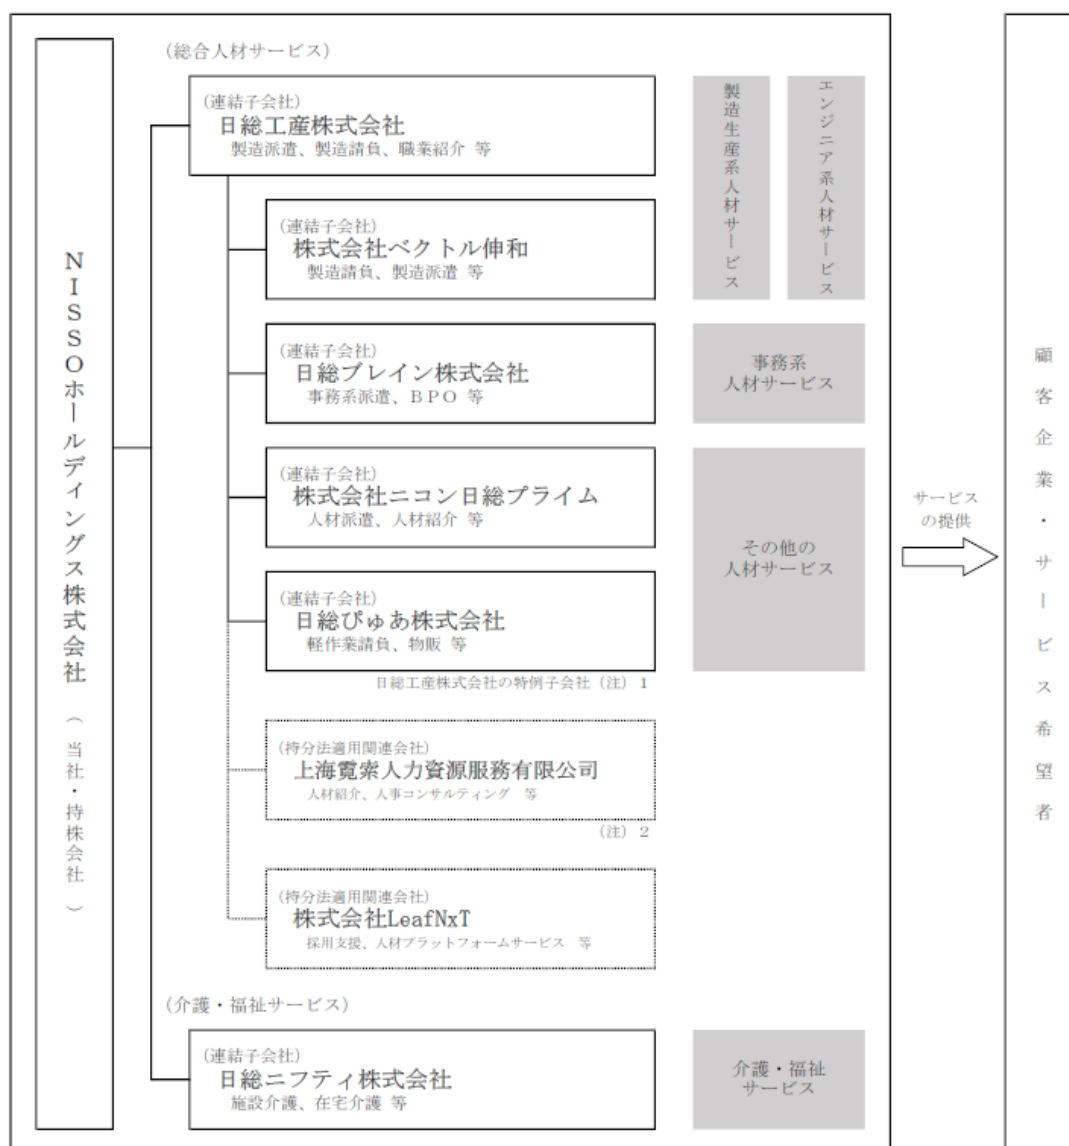 NISSOホールディングス株式会社（当社・持株会社）
（総合人材サービス）
（連結子会社）
日総工産株式会社
製造派遣、製造請負、職業紹介 等
製造生産系人材サービス
エンジニア系人材サービス
（連結子会社）
株式会社ベクトル伸和
製造請負、製造派遣 等
（連結子会社）
日総ブレイン株式会社
事務系派遣、ＢＰＯ 等
事務系
人材サービス
（連結子会社）
株式会社ニコン日総プライム
人材派遣、人材紹介 等
その他の
人材サービス
（連結子会社）
日総ぴゅあ株式会社
軽作業請負、物販 等
日総工産株式会社の特例子会社（注）１
（持分法適用関連会社）
上海霓索人力資源服務有限公司
人材紹介、人事コンサルティング　等
（注）２
（持分法適用関連会社）
株式会社LeafNxT
採用支援、人材プラットフォームサービス　等
（介護・福祉サービス）
（連結子会社）
日総ニフティ株式会社
施設介護、在宅介護 等
介護・福祉
サービス
サービス
の提供
顧客企業・サービス希望者